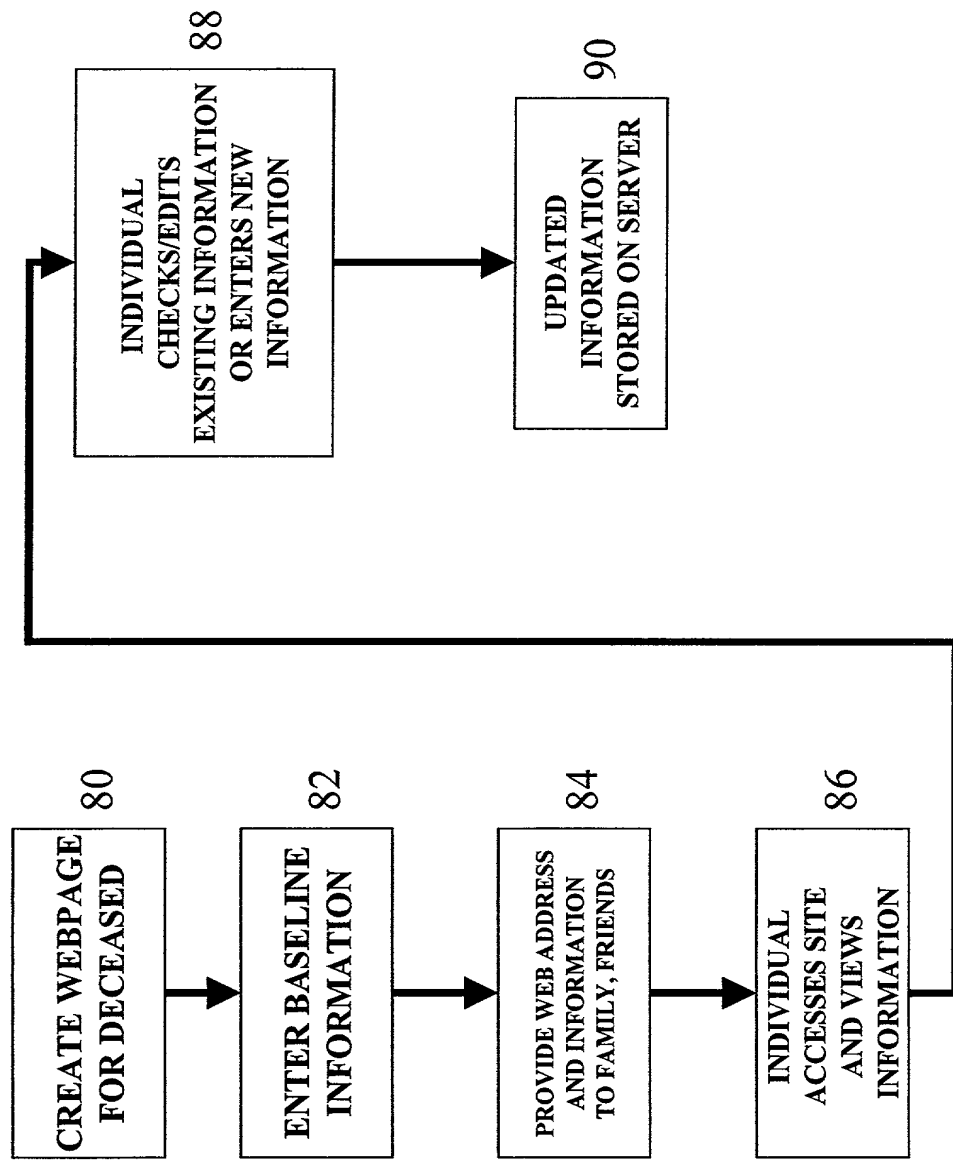 CREATE WEBPAGE
FOR DECEASED
80
ENTER BASELINE
INFORMATION
82
PROVIDE WEB ADDRESS
AND INFORMATION
TO FAMILY, FRIENDS
84
INDIVIDUAL
ACCESSES SITE
AND VIEWS
INFORMATION
86
INDIVIDUAL
CHECKS/EDITS
EXISTING INFORMATION
OR ENTERS NEW
INFORMATION
88
UPDATED
INFORMATION
STORED ON SERVER
90